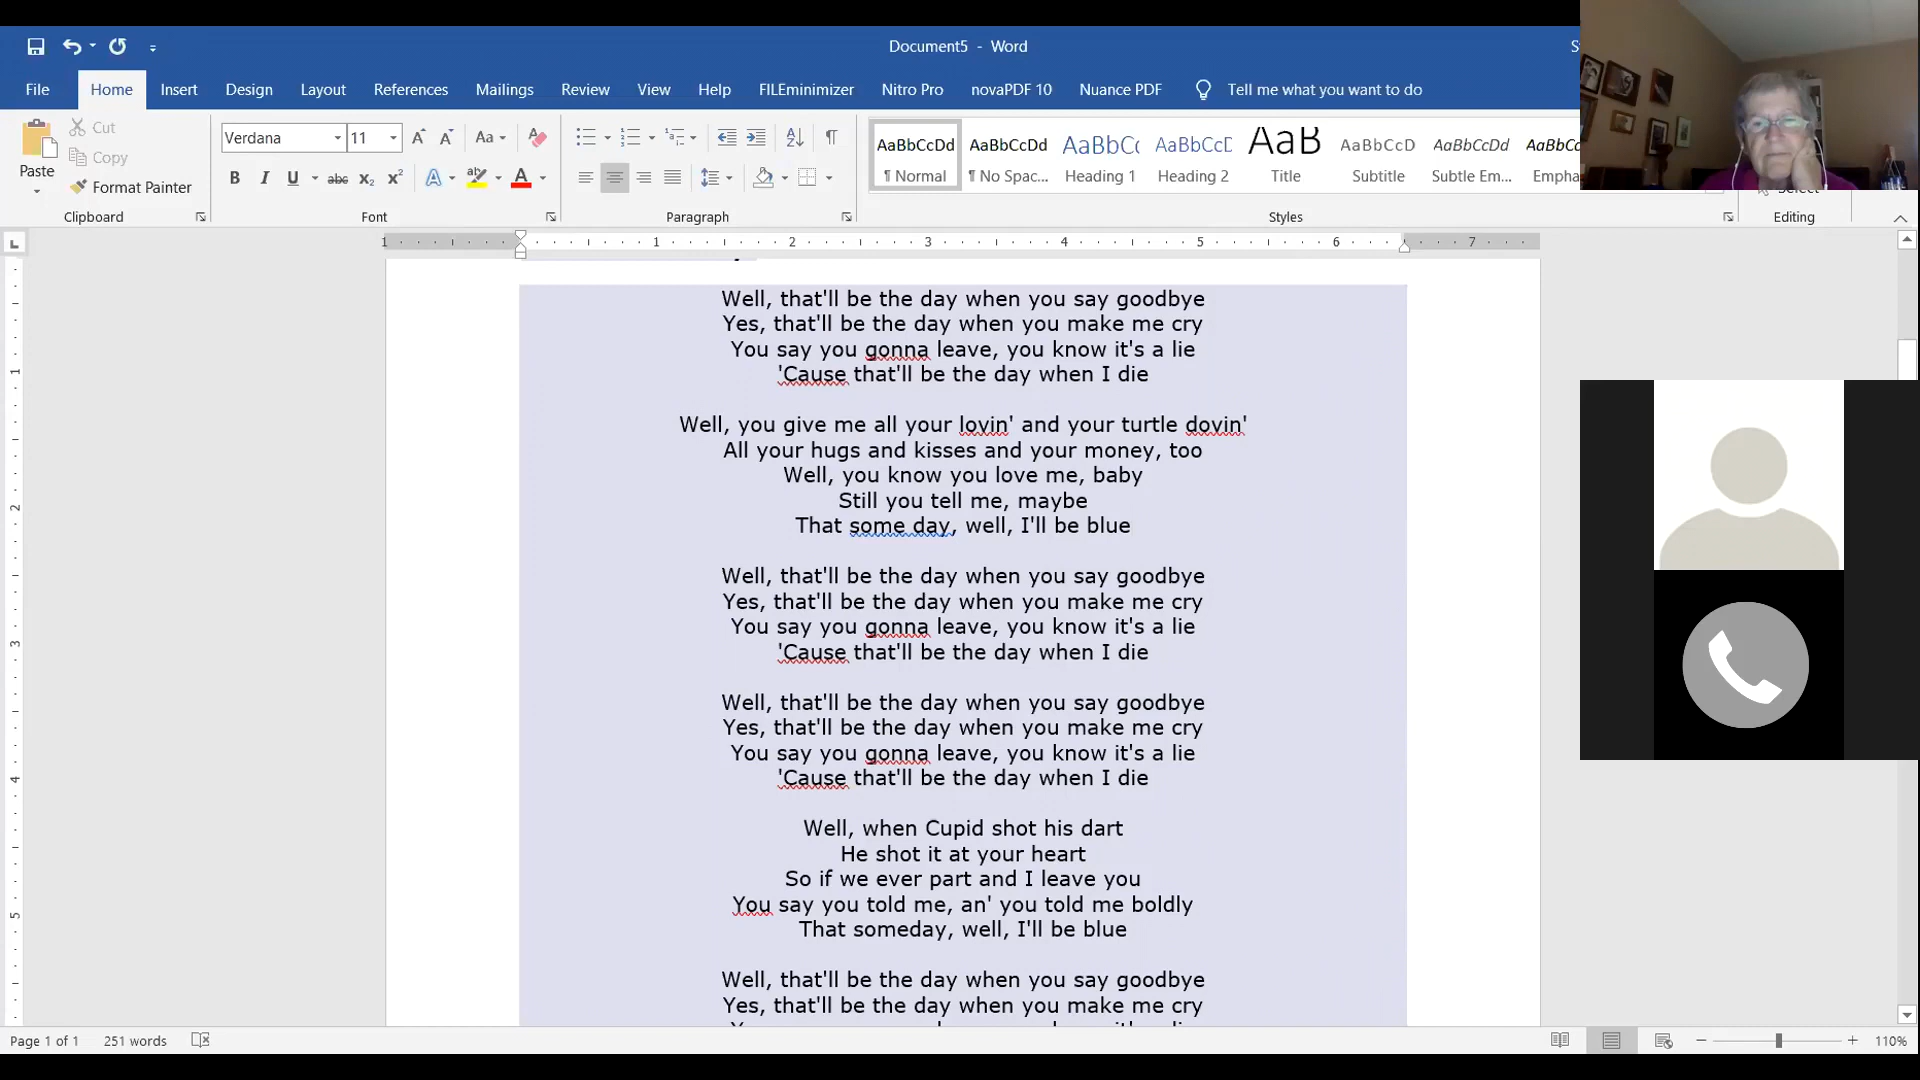 Document5 - Word
File Home Insert Design Layout References Mailings Review View Help FILEminimizer Nitro Pro novaPDF 10 Nuance PDF Tell me what you want to do
Paste
Cut
Copy
Format Painter
Clipboard
Verdana 11
Font
Paragraph
AaBbCcDd AaBbCcDd AaBbCc AaBbCcD AaB AaBbCcD AaBbCcDd AaBbCc
¶ Normal ¶ No Spac... Heading 1 Heading 2 Title Subtitle Subtle Em... Empha
Styles
Editing
1 1 2 3 4 5 6 7
Well, that'll be the day when you say goodbye
Yes, that'll be the day when you make me cry
You say you gonna leave, you know it's a lie
'Cause that'll be the day when I die
Well, you give me all your lovin' and your turtle dovin'
All your hugs and kisses and your money, too
Well, you know you love me, baby
Still you tell me, maybe
That some day, well, I'll be blue
Well, that'll be the day when you say goodbye
Yes, that'll be the day when you make me cry
You say you gonna leave, you know it's a lie
'Cause that'll be the day when I die
Well, that'll be the day when you say goodbye
Yes, that'll be the day when you make me cry
You say you gonna leave, you know it's a lie
'Cause that'll be the day when I die
Well, when Cupid shot his dart
He shot it at your heart
So if we ever part and I leave you
You say you told me, an' you told me boldly
That someday, well, I'll be blue
Well, that'll be the day when you say goodbye
Yes, that'll be the day when you make me cry
Page 1 of 1 251 words 110%